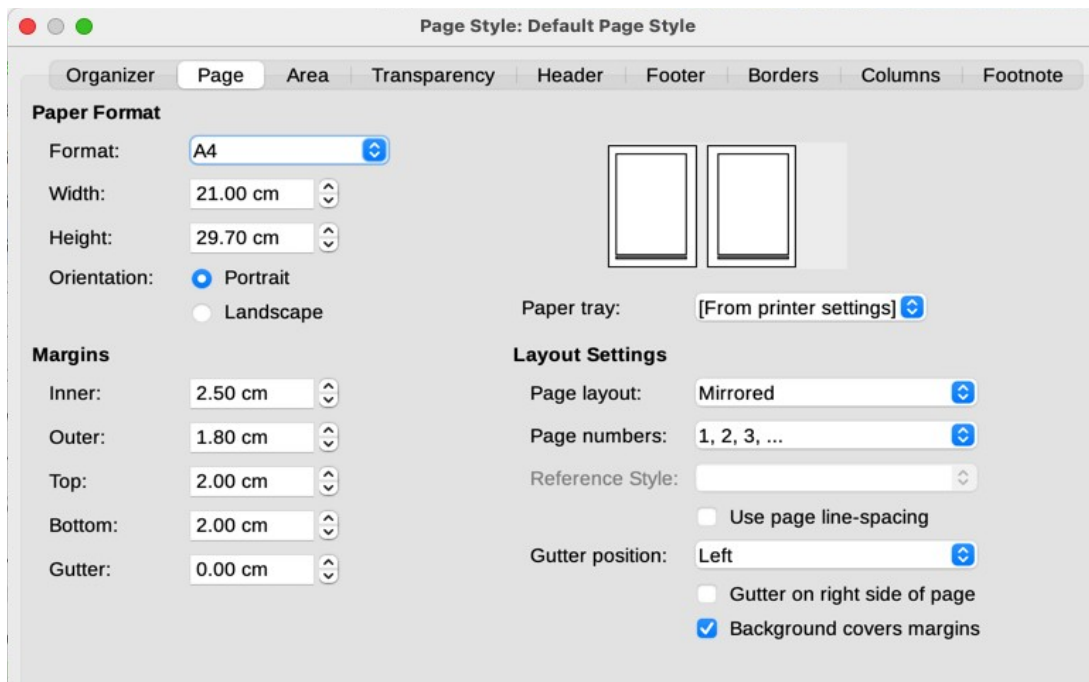 Page Style: Default Page Style
Organizer Page Area Transparency Header Footer Borders Columns Footnote
Paper Format
Format: A4
Width: 21.00 cm
Height: 29.70 cm
Orientation: Portrait
Landscape
Paper tray: [From printer settings]
Margins
Inner: 2.50 cm
Outer: 1.80 cm
Top: 2.00 cm
Bottom: 2.00 cm
Gutter: 0.00 cm
Layout Settings
Page layout: Mirrored
Page numbers: 1, 2, 3, ...
Reference Style:
Use page line-spacing
Gutter position: Left
Gutter on right side of page
Background covers margins